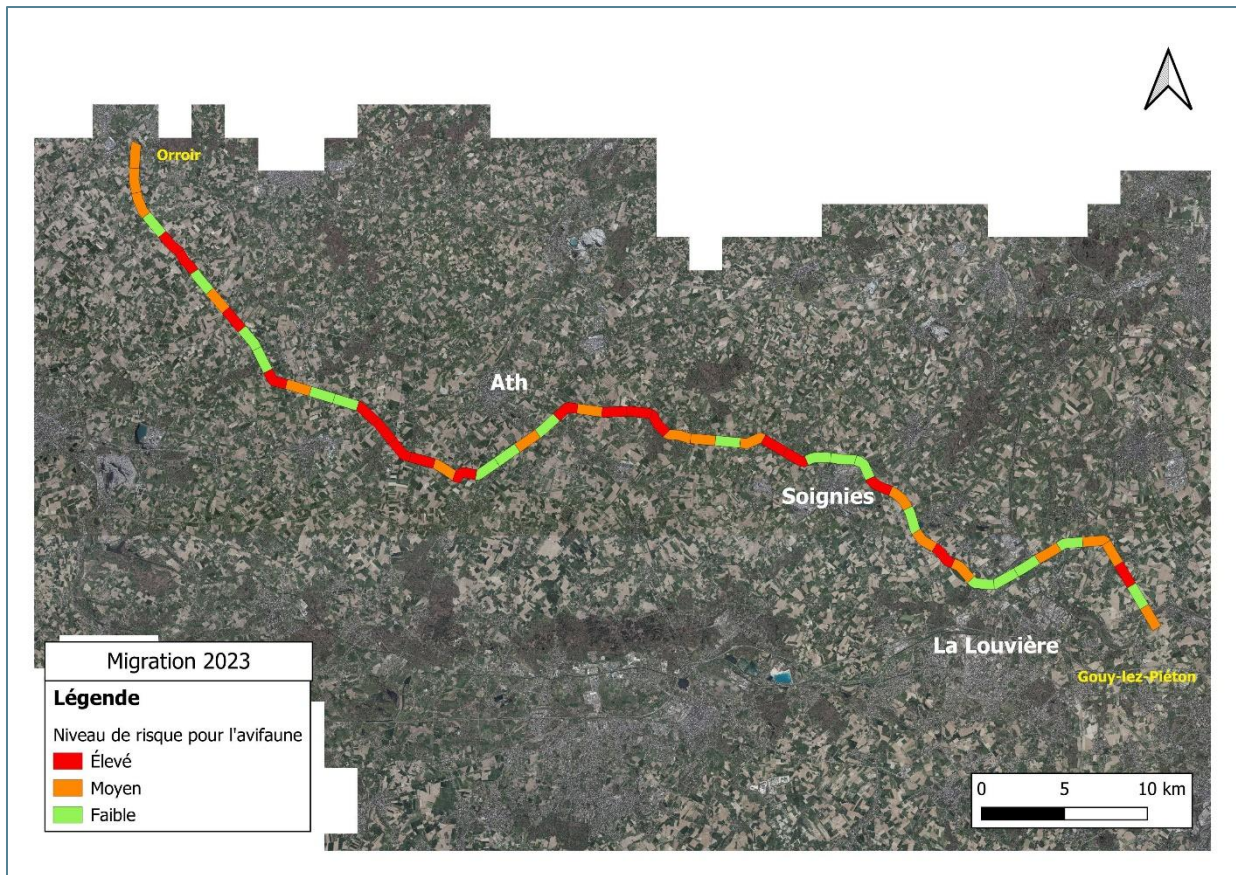 Orroir
Ath
Soignies
La Louvière
Gouy-lez-Piéton
Migration 2023
Légende
Niveau de risque pour l'avifaune
Élevé
Moyen
Faible
0 5 10 km